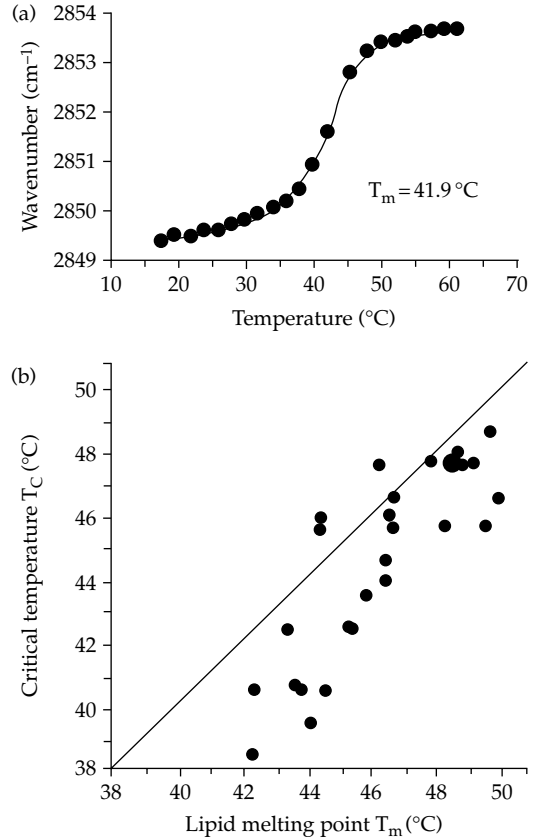 (a)
Wavenumber (cm⁻¹)
2854
2853
2852
2851
2850
2849
Tₘ = 41.9 °C
10 20 30 40 50 60 70
Temperature (°C)
(b)
Critical temperature T_C (°C)
50
48
46
44
42
40
38
38 40 42 44 46 48 50
Lipid melting point Tₘ (°C)